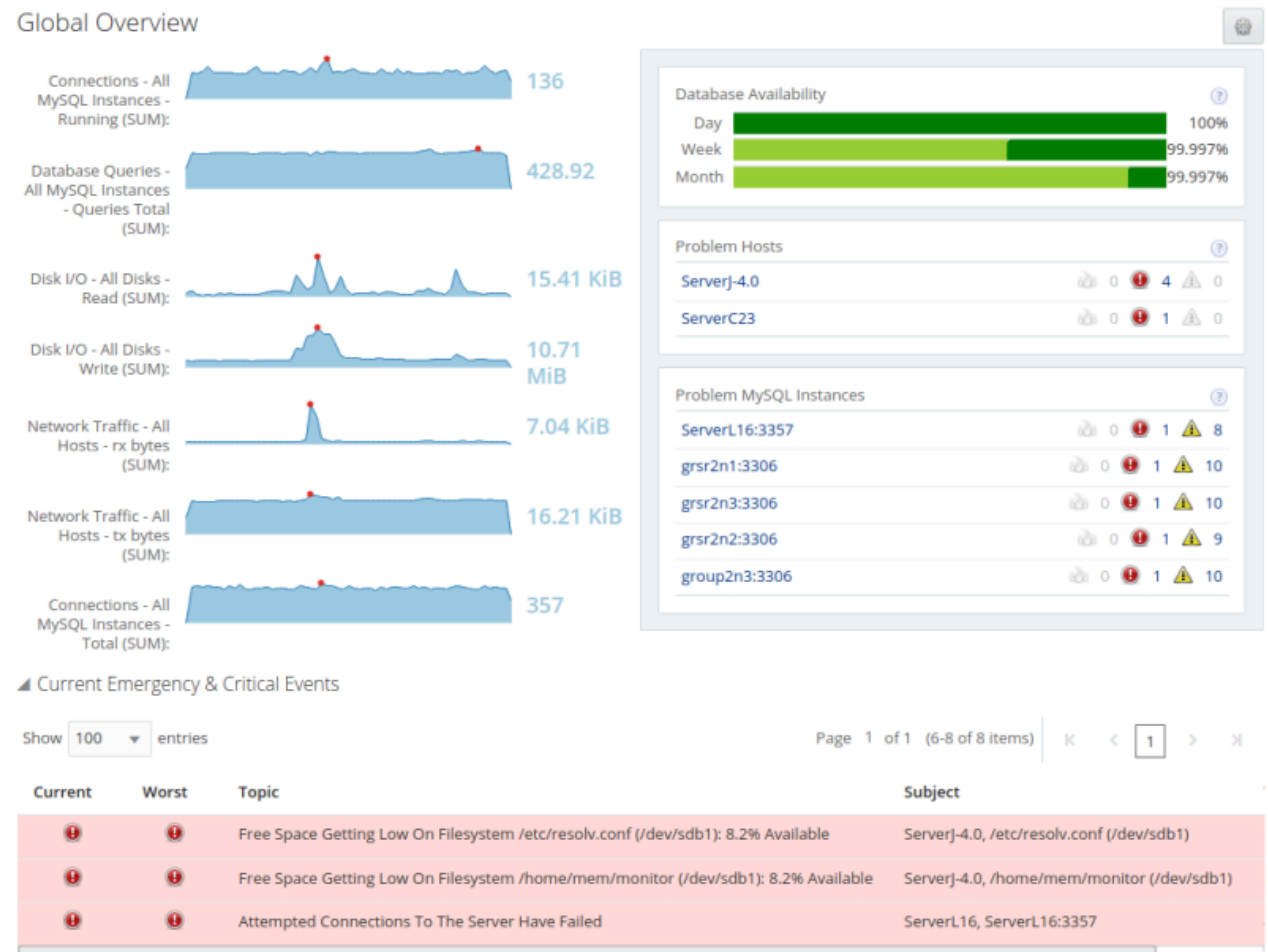 Global Overview
Connections - All
MySQL Instances -
Running (SUM):
136
Database Queries -
All MySQL Instances
- Queries Total
(SUM):
428.92
Disk I/O - All Disks -
Read (SUM):
15.41 KiB
Disk I/O - All Disks -
Write (SUM):
10.71
MiB
Network Traffic - All
Hosts - rx bytes
(SUM):
7.04 KiB
Network Traffic - All
Hosts - tx bytes
(SUM):
16.21 KiB
Connections - All
MySQL Instances -
Total (SUM):
357
Database Availability ?
Day 100%
Week 99.997%
Month 99.997%
Problem Hosts ?
ServerJ-4.0 0 4 0
ServerC23 0 1 0
Problem MySQL Instances ?
ServerL16:3357 0 1 8
grsr2n1:3306 0 1 10
grsr2n3:3306 0 1 10
grsr2n2:3306 0 1 9
group2n3:3306 0 1 10
Current Emergency & Critical Events
Show 100 entries
Page 1 of 1 (6-8 of 8 items) 1
Current Worst Topic Subject
Free Space Getting Low On Filesystem /etc/resolv.conf (/dev/sdb1): 8.2% Available ServerJ-4.0, /etc/resolv.conf (/dev/sdb1)
Free Space Getting Low On Filesystem /home/mem/monitor (/dev/sdb1): 8.2% Available ServerJ-4.0, /home/mem/monitor (/dev/sdb1)
Attempted Connections To The Server Have Failed ServerL16, ServerL16:3357